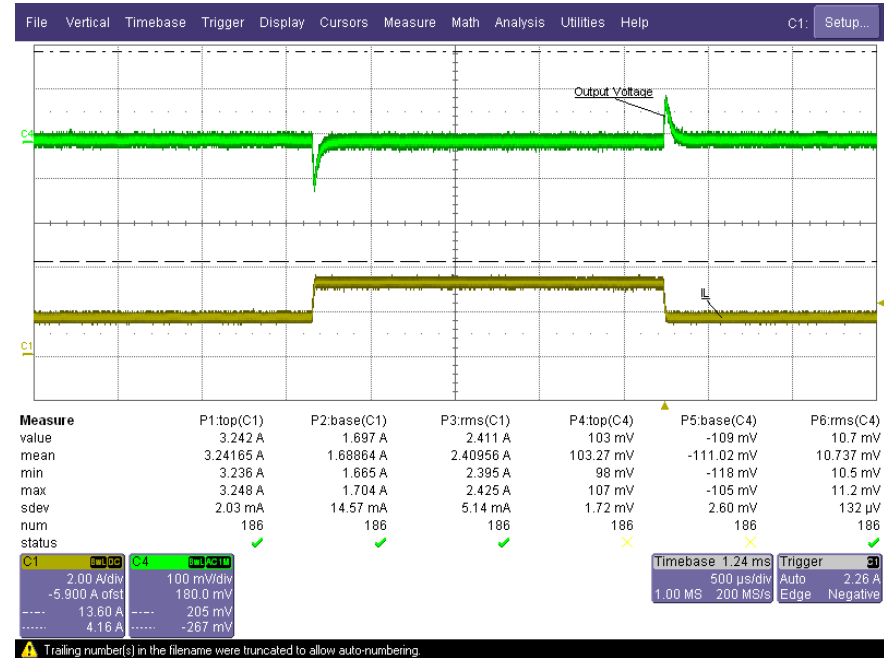 File Vertical Timebase Trigger Display Cursors Measure Math Analysis Utilities Help C1: Setup...
Output Voltage
C4
IL
C1
Measure P1:top(C1) P2:base(C1) P3:rms(C1) P4:top(C4) P5:base(C4) P6:rms(C4)
value 3.242 A 1.697 A 2.411 A 103 mV -109 mV 10.7 mV
mean 3.24165 A 1.68864 A 2.40956 A 103.27 mV -111.02 mV 10.737 mV
min 3.236 A 1.665 A 2.395 A 98 mV -118 mV 10.5 mV
max 3.248 A 1.704 A 2.425 A 107 mV -105 mV 11.2 mV
sdev 2.03 mA 14.57 mA 5.14 mA 1.72 mV 2.60 mV 132 µV
num 186 186 186 186 186 186
status
C1 BwL DC C4 BwL AC1M Timebase 1.24 ms Trigger C1
2.00 A/div 100 mV/div 500 µs/div Auto 2.26 A
-5.900 A ofst 180.0 mV 1.00 MS 200 MS/s Edge Negative
13.60 A 205 mV
4.16 A -267 mV
Trailing number(s) in the filename were truncated to allow auto-numbering.